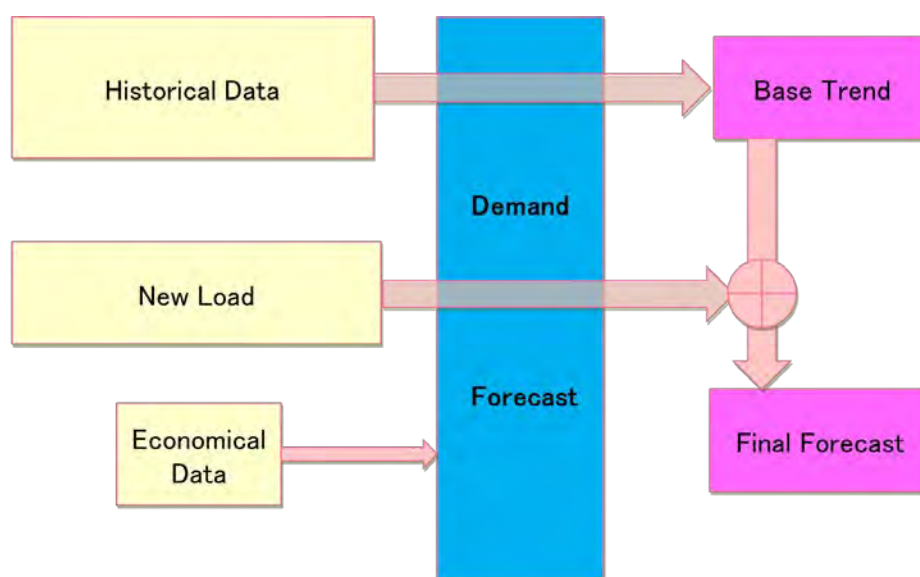 Historical Data
Base Trend
Demand
New Load
Forecast
Economical
Data
Final Forecast